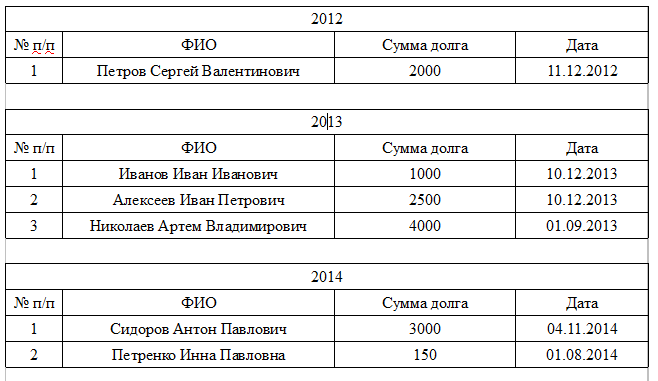 2012
№ п/п ФИО Сумма долга Дата
1 Петров Сергей Валентинович 2000 11.12.2012
2013
№ п/п ФИО Сумма долга Дата
1 Иванов Иван Иванович 1000 10.12.2013
2 Алексеев Иван Петрович 2500 10.12.2013
3 Николаев Артем Владимирович 4000 01.09.2013
2014
№ п/п ФИО Сумма долга Дата
1 Сидоров Антон Павлович 3000 04.11.2014
2 Петренко Инна Павловна 150 01.08.2014